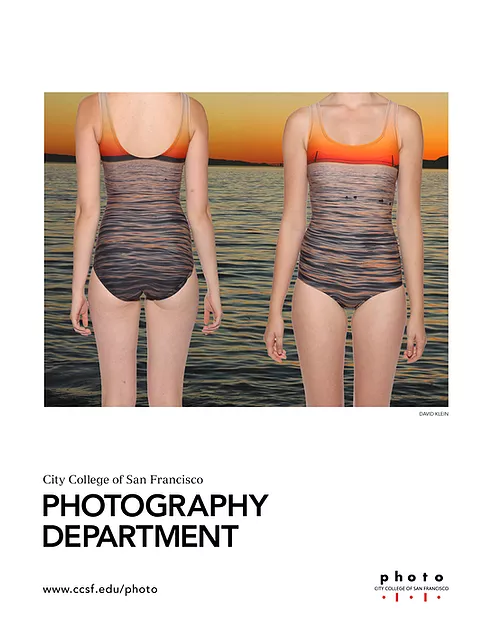 DAVID KLEIN
City College of San Francisco
PHOTOGRAPHY
DEPARTMENT
www.ccsf.edu/photo
photo
CITY COLLEGE OF SAN FRANCISCO